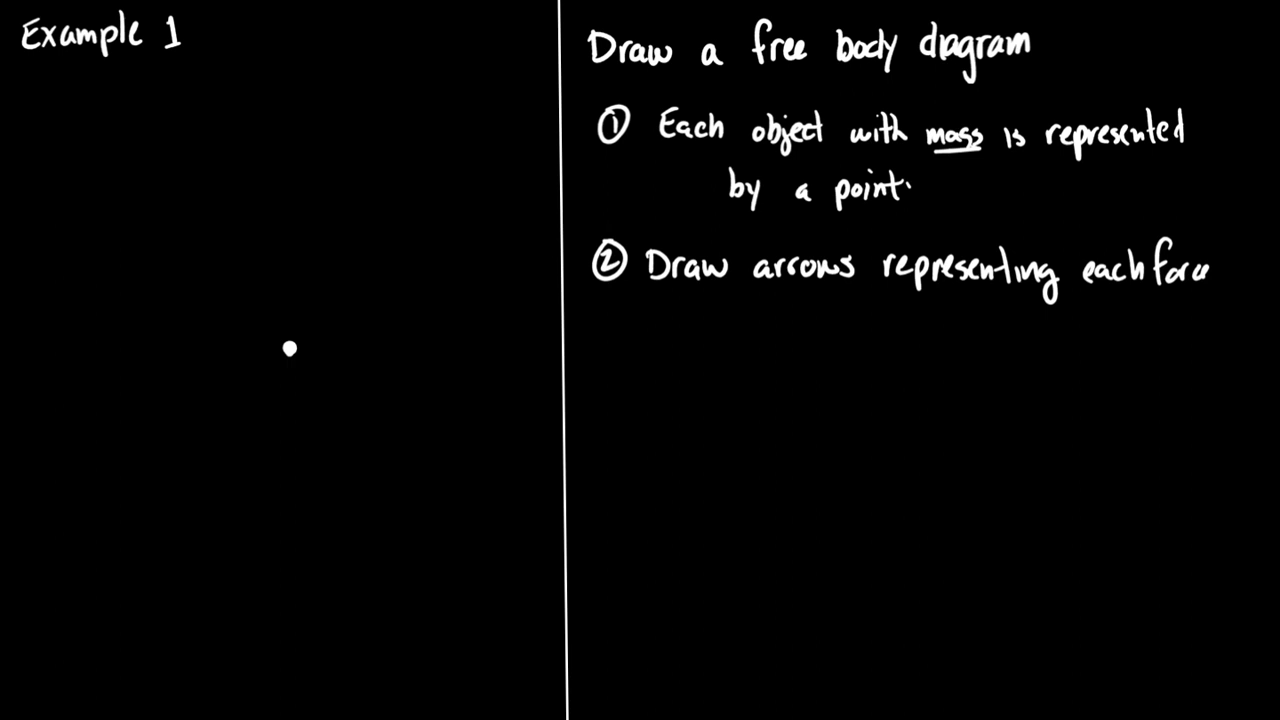 Example 1
Draw a free body diagram
① Each object with mass is represented
by a point.
② Draw arrows representing each force